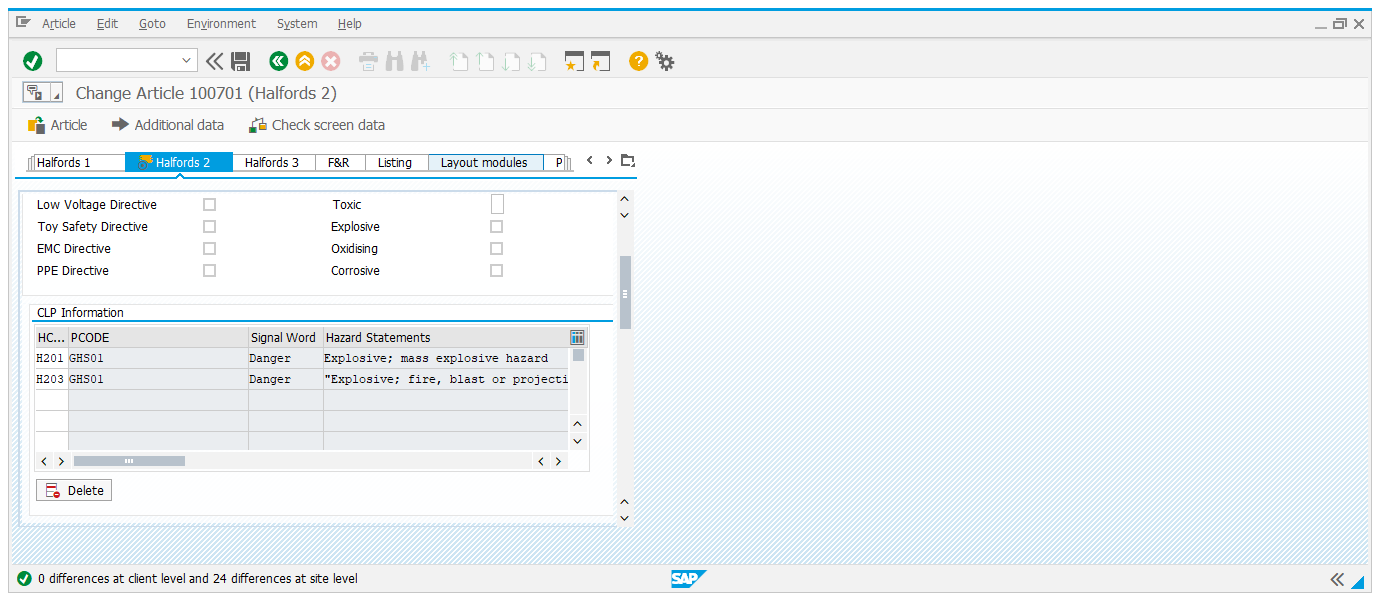 Article Edit Goto Environment System Help
Change Article 100701 (Halfords 2)
Article Additional data Check screen data
Halfords 1 Halfords 2 Halfords 3 F&R Listing Layout modules P
Low Voltage Directive Toxic
Toy Safety Directive Explosive
EMC Directive Oxidising
PPE Directive Corrosive
CLP Information
HC... PCODE Signal Word Hazard Statements
H201 GHS01 Danger Explosive; mass explosive hazard
H203 GHS01 Danger "Explosive; fire, blast or projecti
Delete
0 differences at client level and 24 differences at site level SAP